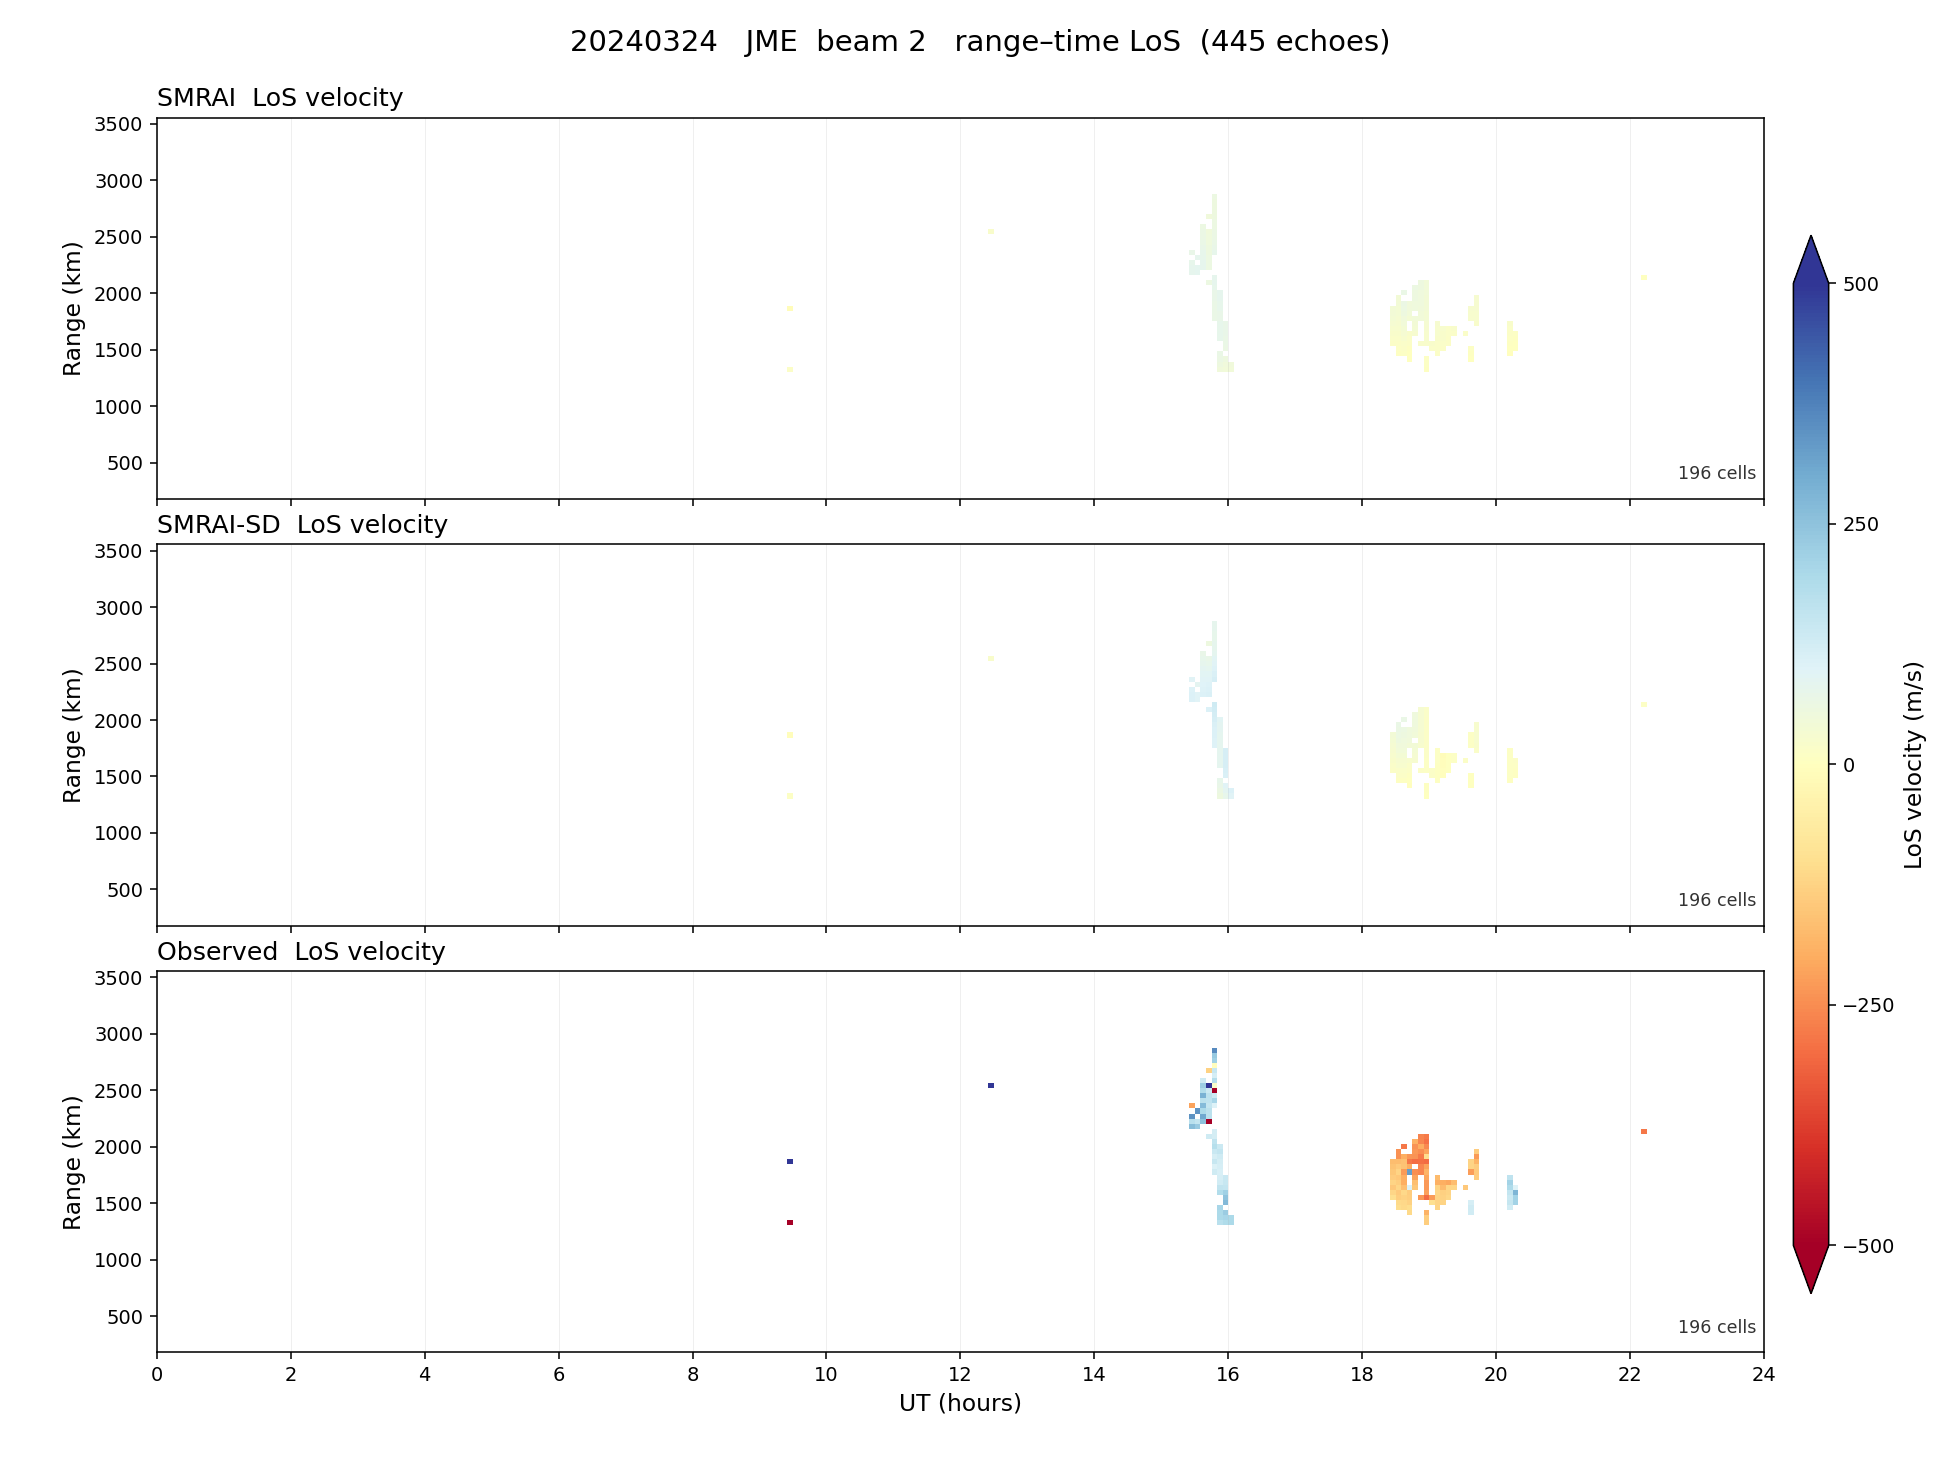 20240324   JME  beam 2   range–time LoS  (445 echoes)
SMRAI  LoS velocity
3500
3000
2500
2000
1500
1000
500
Range (km)
196 cells
SMRAI-SD  LoS velocity
3500
3000
2500
2000
1500
1000
500
Range (km)
196 cells
Observed  LoS velocity
3500
3000
2500
2000
1500
1000
500
Range (km)
196 cells
0 2 4 6 8 10 12 14 16 18 20 22 24
UT (hours)
500
250
0
−250
−500
LoS velocity (m/s)